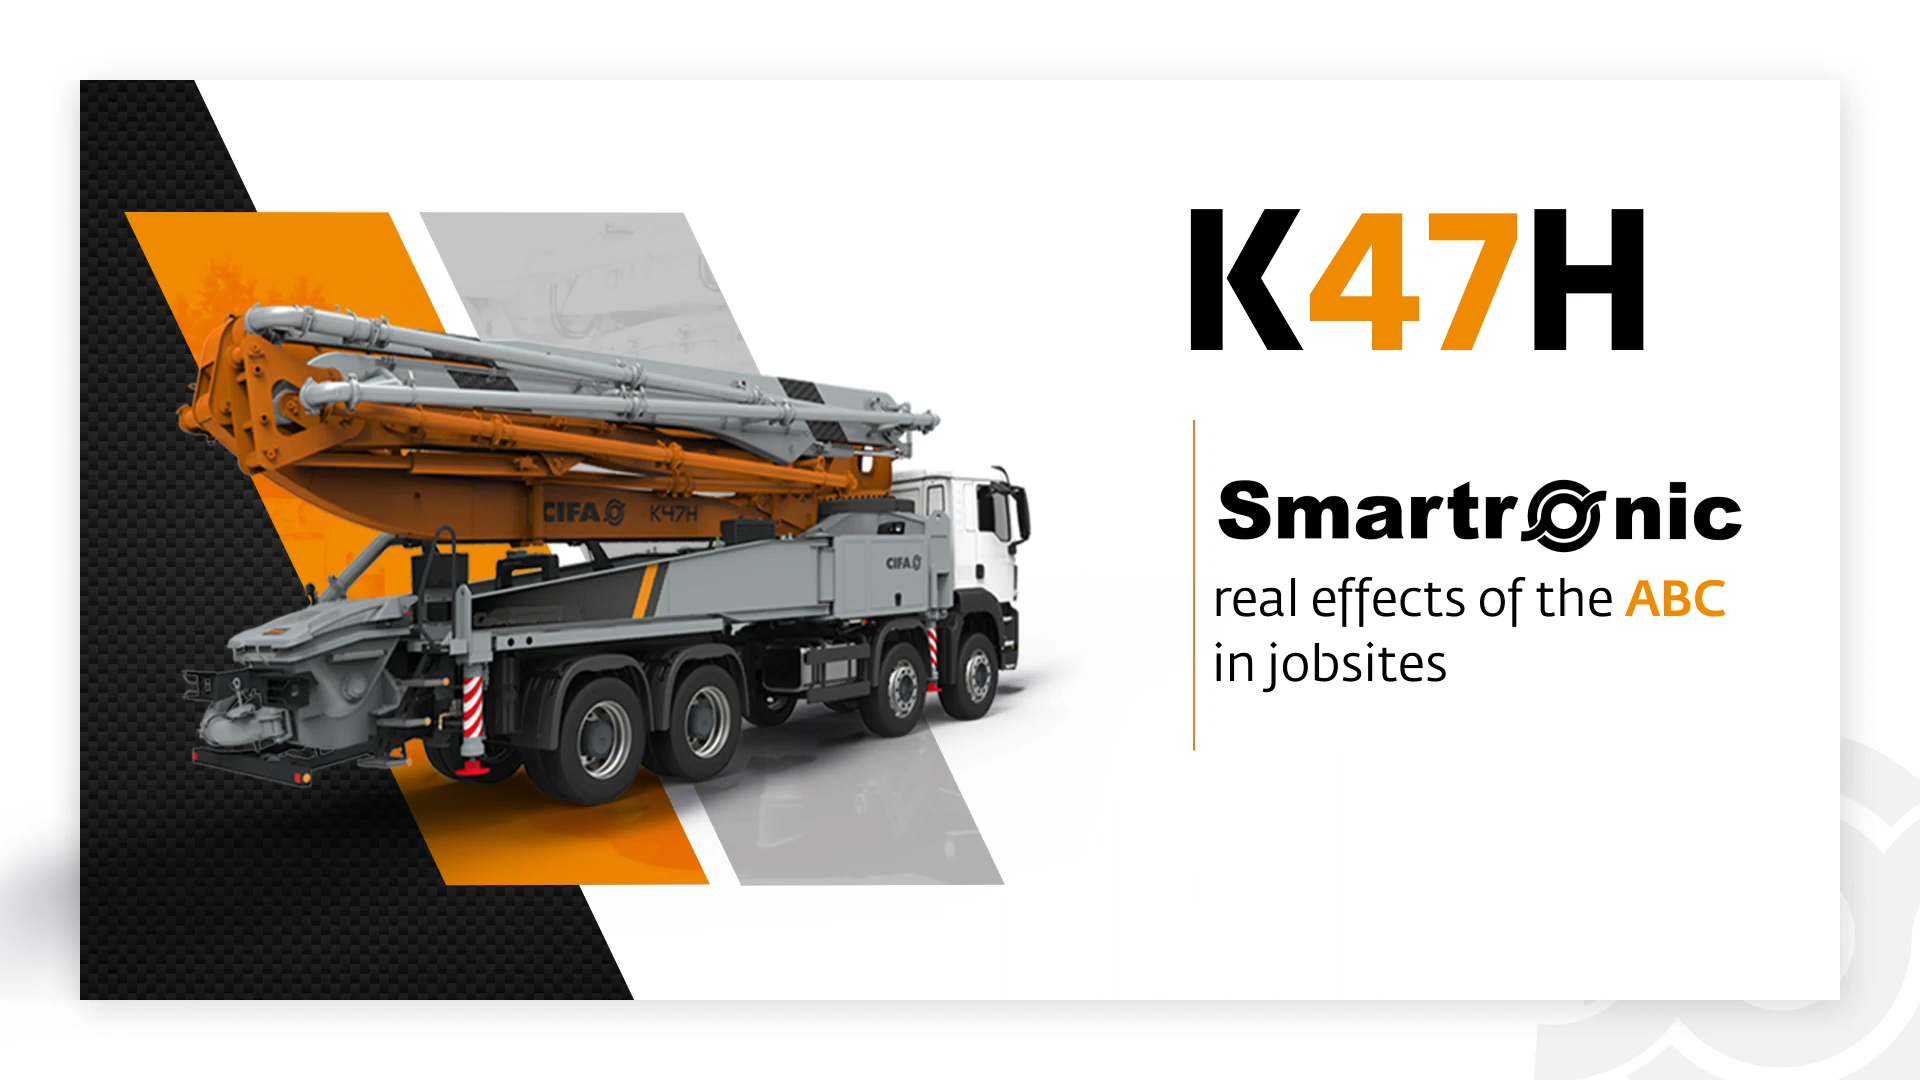 K47H
CIFA K47H
CIFA
Smartronic
real effects of the ABC
in jobsites